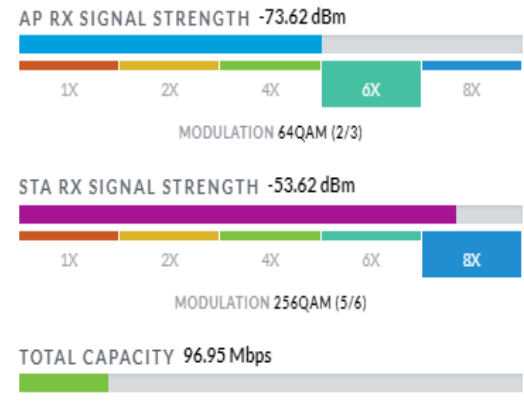 AP RX SIGNAL STRENGTH -73.62 dBm
1X 2X 4X 6X 8X
MODULATION 64QAM (2/3)
STA RX SIGNAL STRENGTH -53.62 dBm
1X 2X 4X 6X 8X
MODULATION 256QAM (5/6)
TOTAL CAPACITY 96.95 Mbps